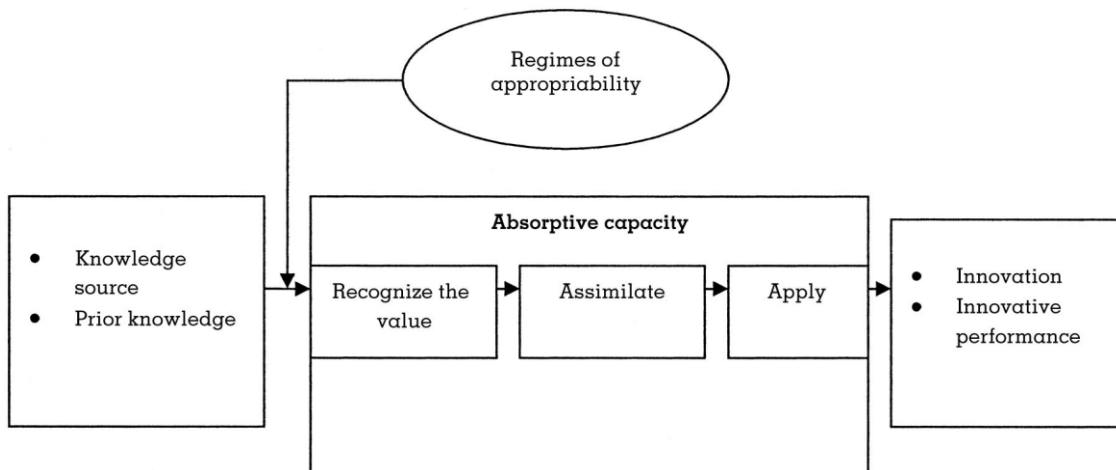 Regimes of
appropriability
• Knowledge
source
• Prior knowledge
Absorptive capacity
Recognize the
value
Assimilate
Apply
• Innovation
• Innovative
performance